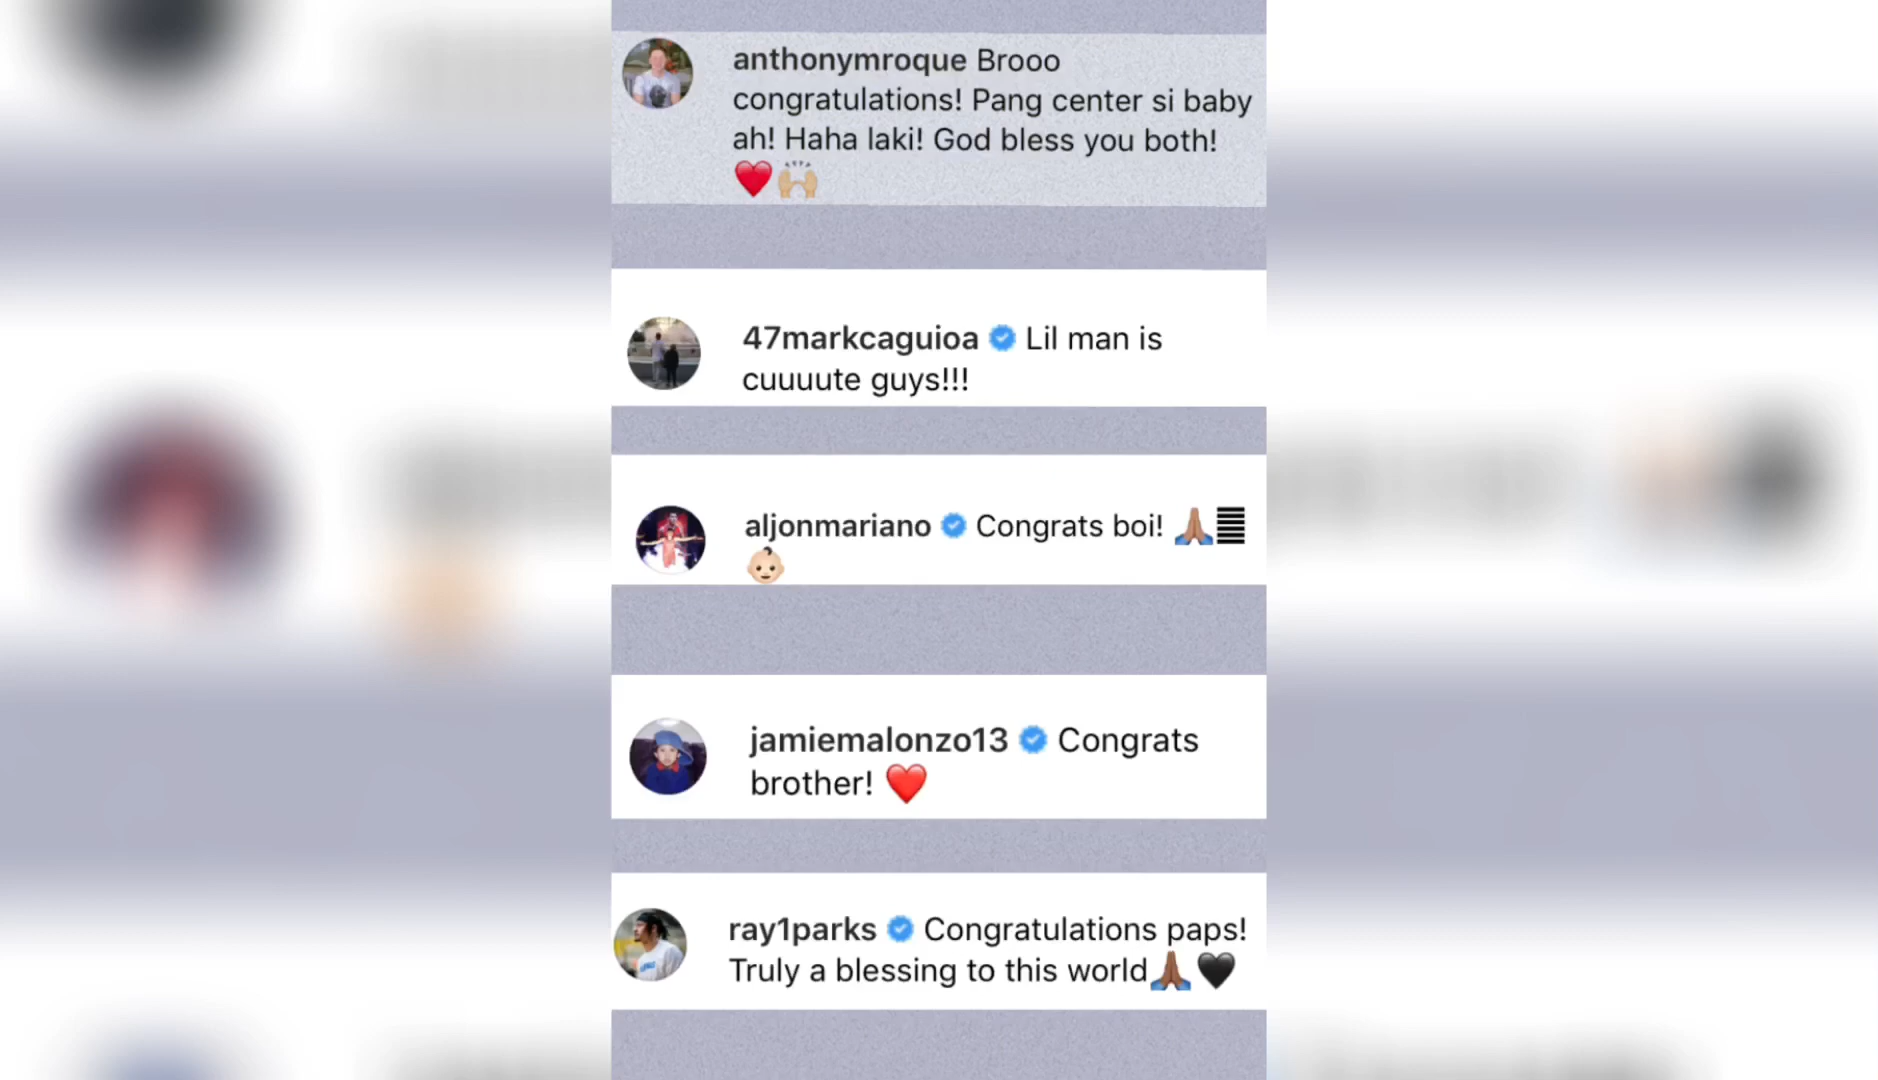 anthonymroque Brooo
congratulations! Pang center si baby
ah! Haha laki! God bless you both!
❤️🙌🏼
47markcaguioa Lil man is
cuuuute guys!!!
aljonmariano Congrats boi! 🙏🏽
👶🏻
jamiemalonzo13 Congrats
brother! ❤️
ray1parks Congratulations paps!
Truly a blessing to this world🙏🏾🖤